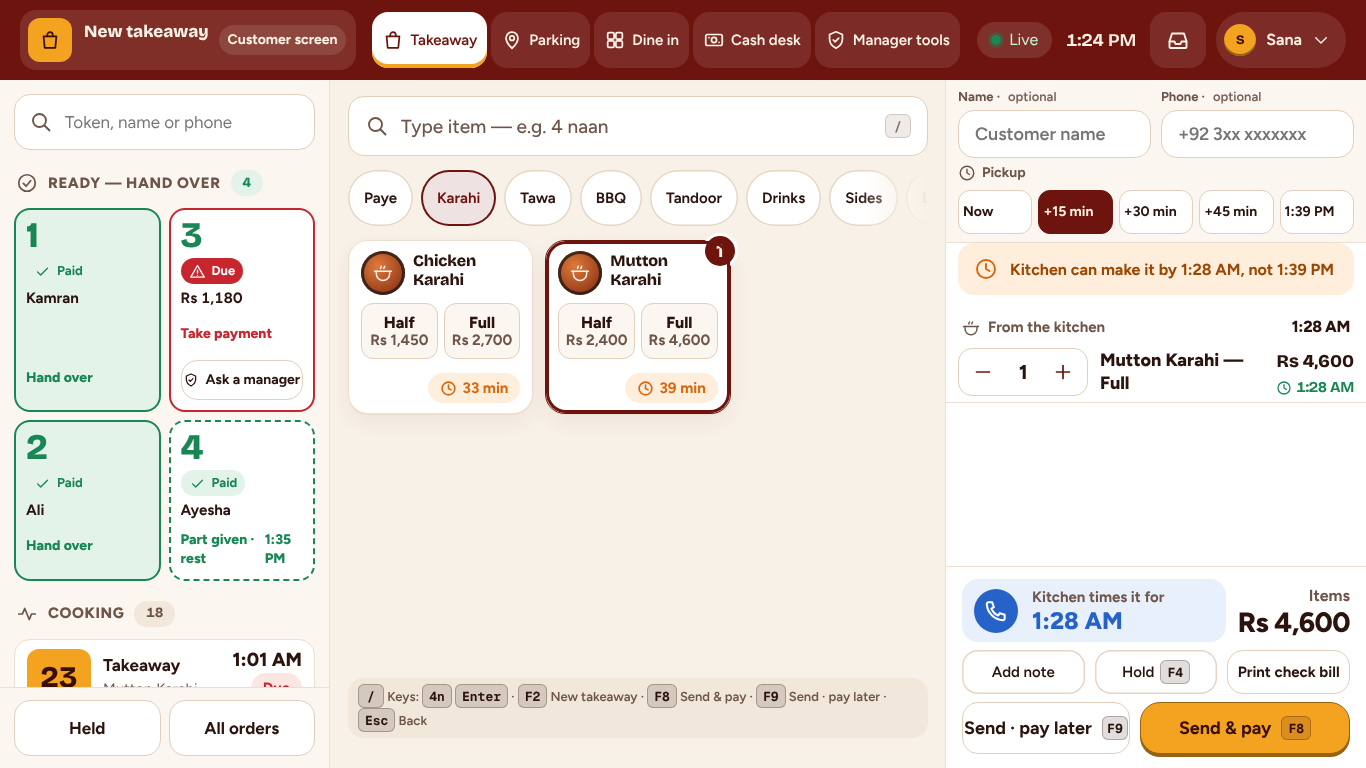 New takeaway
Customer screen
Takeaway
Parking
Dine in
Cash desk
Manager tools
Live
1:24 PM
S
Sana
Token, name or phone
READY — HAND OVER 4
1
Paid
Kamran
Hand over
3
Due
Rs 1,180
Take payment
Ask a manager
2
Paid
Ali
Hand over
4
Paid
Ayesha
Part given · rest
1:35 PM
COOKING 18
23
Takeaway
1:01 AM
Mutton Karahi
Due
Held
All orders
Type item — e.g. 4 naan
/
Paye
Karahi
Tawa
BBQ
Tandoor
Drinks
Sides
Chicken Karahi
Half
Rs 1,450
Full
Rs 2,700
33 min
1
Mutton Karahi
Half
Rs 2,400
Full
Rs 4,600
39 min
/ Keys: 4n Enter · F2 New takeaway · F8 Send & pay · F9 Send · pay later ·
Esc Back
Name · optional
Customer name
Phone · optional
+92 3xx xxxxxxx
Pickup
Now
+15 min
+30 min
+45 min
1:39 PM
Kitchen can make it by 1:28 AM, not 1:39 PM
From the kitchen
1:28 AM
1
Mutton Karahi — Full
Rs 4,600
1:28 AM
Kitchen times it for
1:28 AM
Items
Rs 4,600
Add note
Hold F4
Print check bill
Send · pay later F9
Send & pay F8